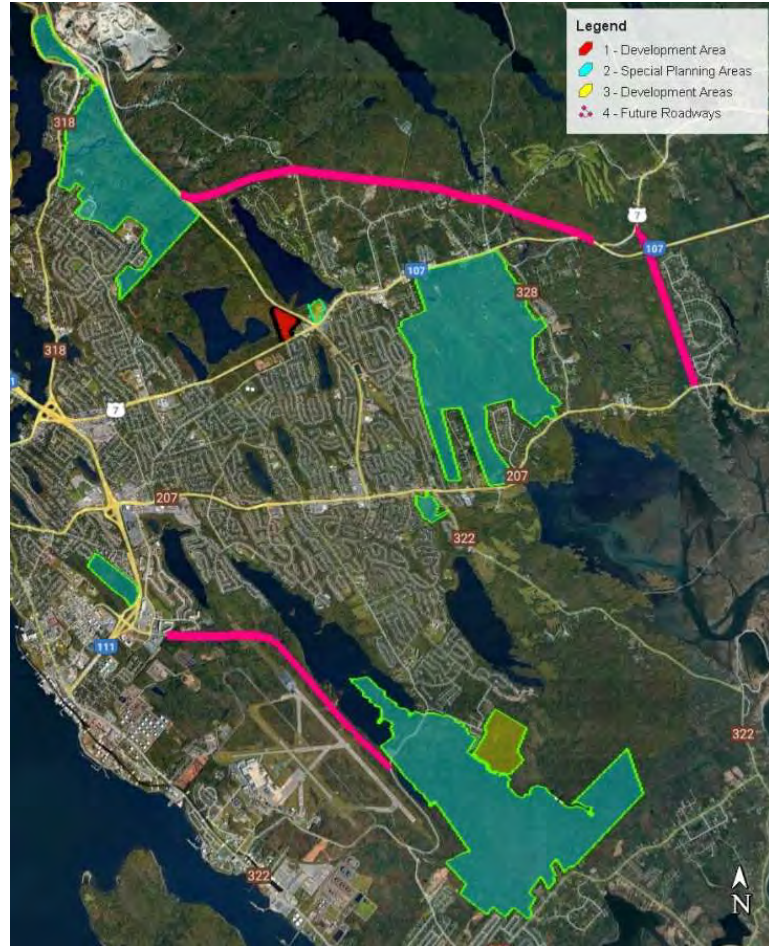 Legend
1 - Development Area
2 - Special Planning Areas
3 - Development Areas
4 - Future Roadways
318
7
107
107
328
318
7
207
207
322
111
322
322
N